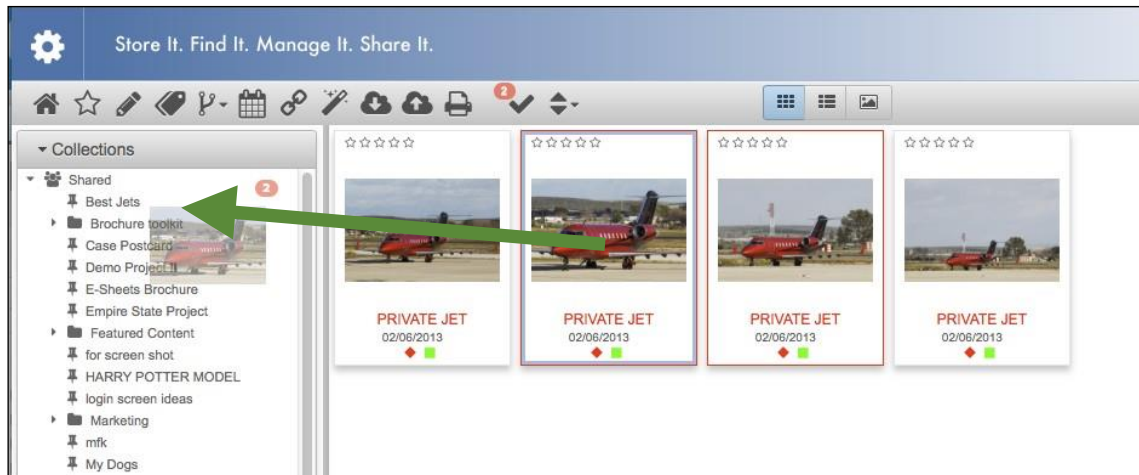 Store It. Find It. Manage It. Share It.
2
Collections
Shared
2
Best Jets
Brochure toolkit
Case Postcard
Demo Project II
E-Sheets Brochure
Empire State Project
Featured Content
for screen shot
HARRY POTTER MODEL
login screen ideas
Marketing
mfk
My Dogs
PRIVATE JET
02/06/2013
PRIVATE JET
02/06/2013
PRIVATE JET
02/06/2013
PRIVATE JET
02/06/2013